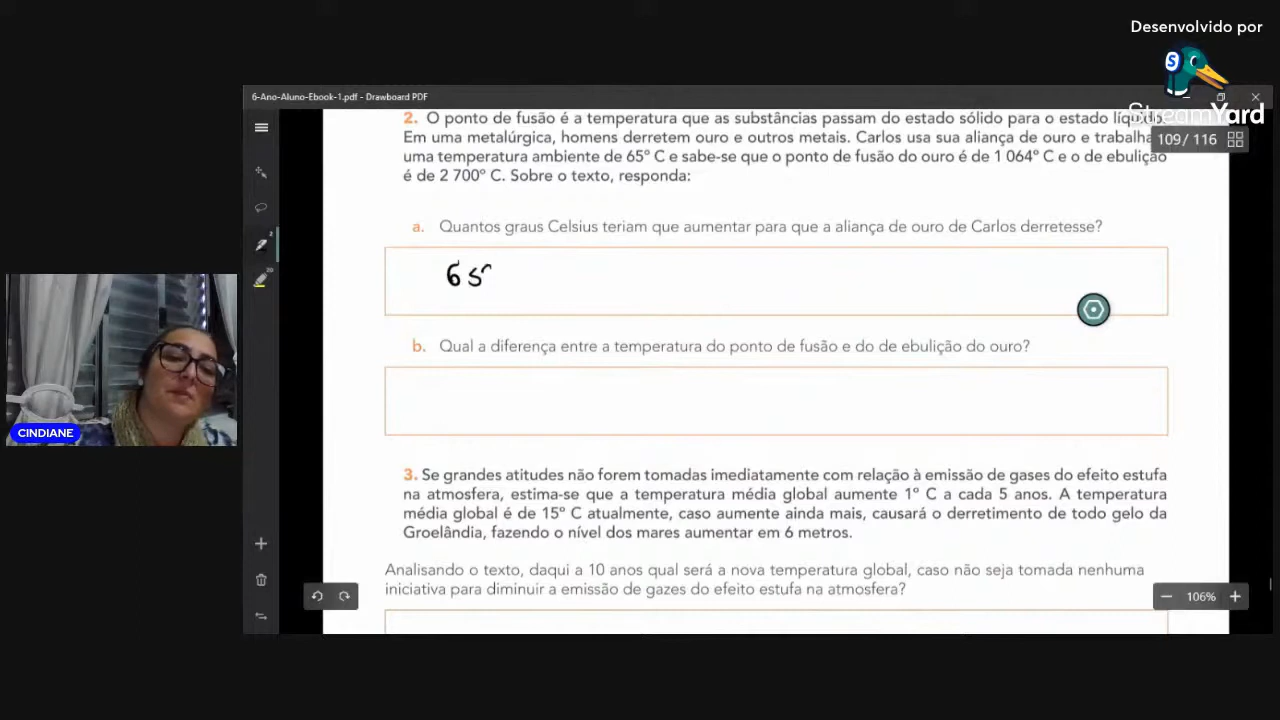 Desenvolvido por
StreamYard
6-Ano-Aluno-Ebook-1.pdf - Drawboard PDF
109 / 116
2. O ponto de fusão é a temperatura que as substâncias passam do estado sólido para o estado líquido.
Em uma metalúrgica, homens derretem ouro e outros metais. Carlos usa sua aliança de ouro e trabalha
uma temperatura ambiente de 65º C e sabe-se que o ponto de fusão do ouro é de 1 064º C e o de ebulição
é de 2 700º C. Sobre o texto, responda:
a. Quantos graus Celsius teriam que aumentar para que a aliança de ouro de Carlos derretesse?
65º
b. Qual a diferença entre a temperatura do ponto de fusão e do de ebulição do ouro?
3. Se grandes atitudes não forem tomadas imediatamente com relação à emissão de gases do efeito estufa
na atmosfera, estima-se que a temperatura média global aumente 1º C a cada 5 anos. A temperatura
média global é de 15º C atualmente, caso aumente ainda mais, causará o derretimento de todo gelo da
Groelândia, fazendo o nível dos mares aumentar em 6 metros.
Analisando o texto, daqui a 10 anos qual será a nova temperatura global, caso não seja tomada nenhuma
iniciativa para diminuir a emissão de gazes do efeito estufa na atmosfera?
106%
CINDIANE